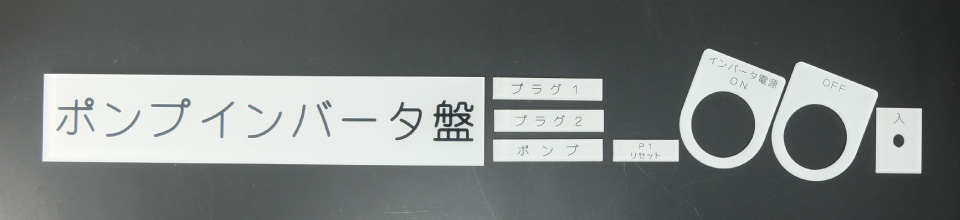 ポンプインバータ盤
プラグ1
プラグ2
ポンプ
P1
リセット
インバータ電源
ON
OFF
入